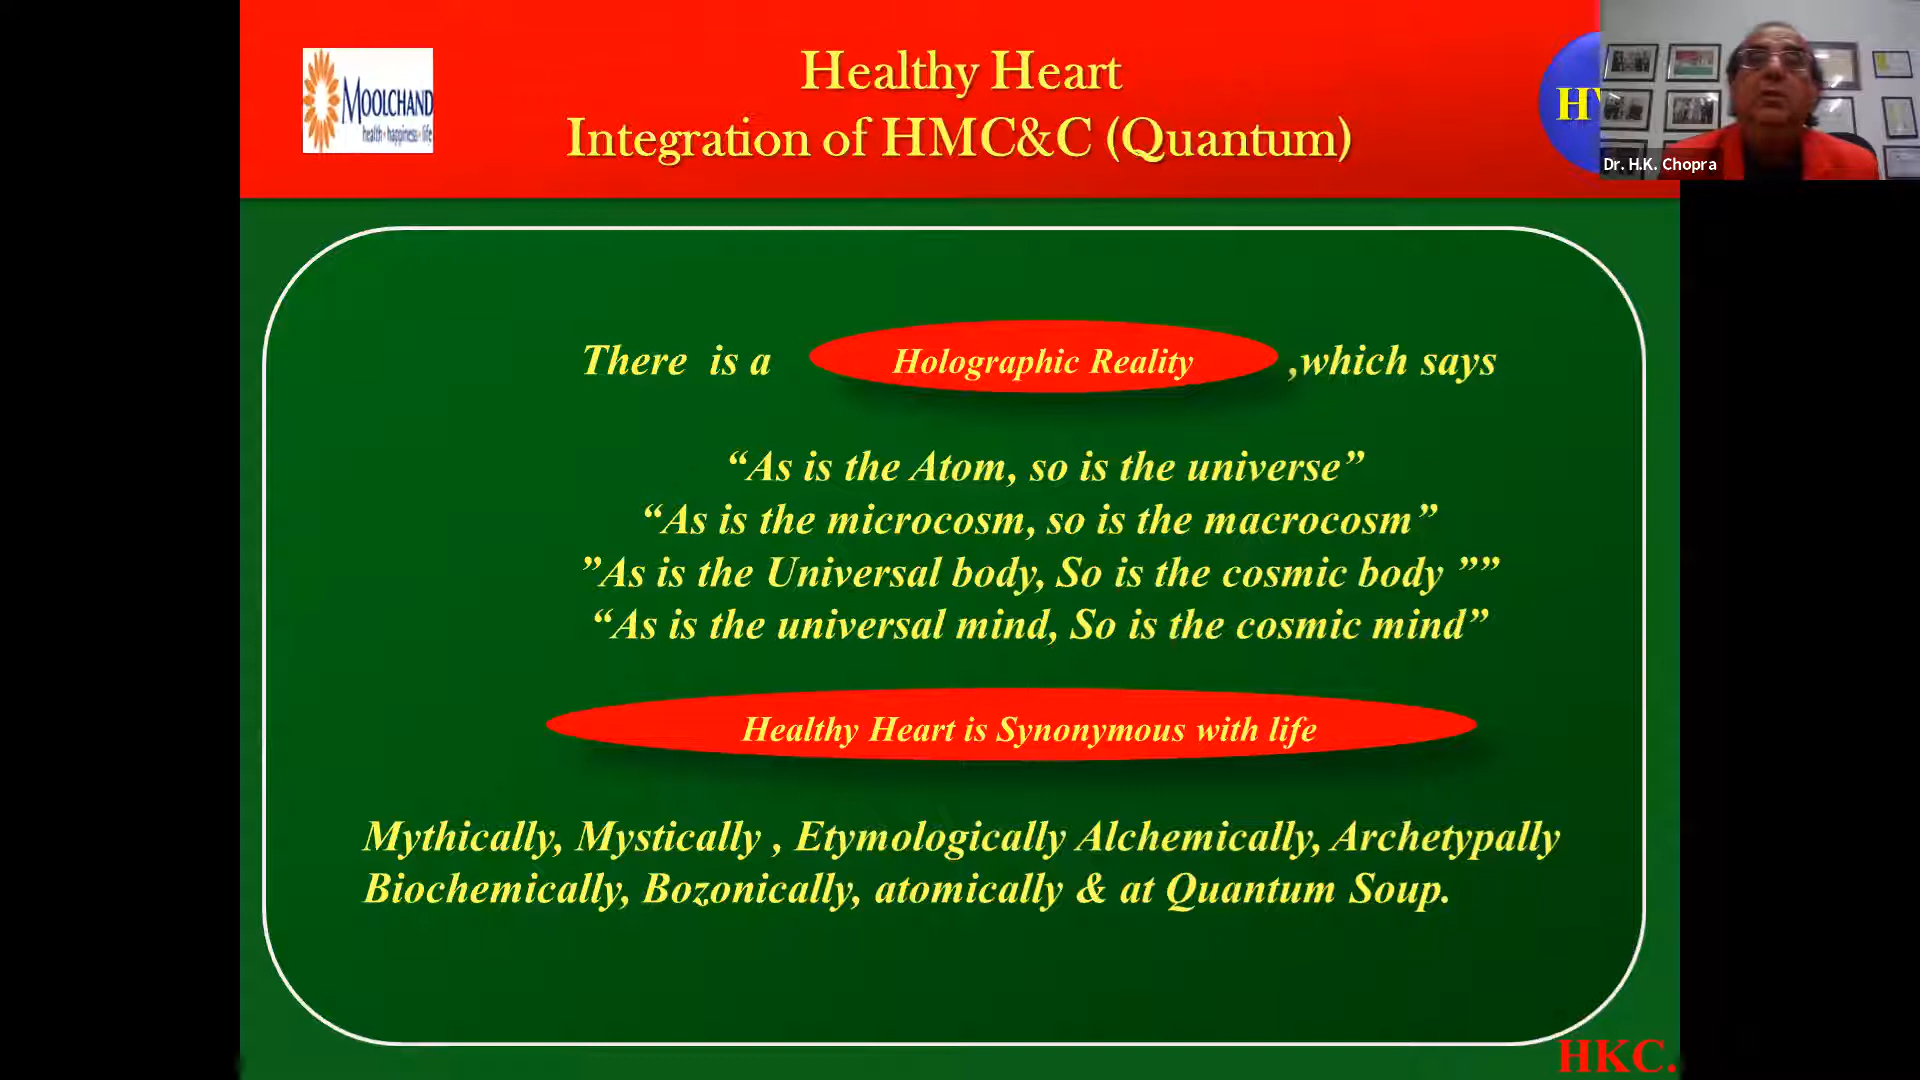 MOOLCHAND
health • happiness • life
Healthy Heart
Integration of HMC&C (Quantum)
Dr. H.K. Chopra
There is a Holographic Reality ,which says
“As is the Atom, so is the universe”
“As is the microcosm, so is the macrocosm”
”As is the Universal body, So is the cosmic body ””
“As is the universal mind, So is the cosmic mind”
Healthy Heart is Synonymous with life
Mythically, Mystically , Etymologically Alchemically, Archetypally
Biochemically, Bozonically, atomically & at Quantum Soup.
HKC.